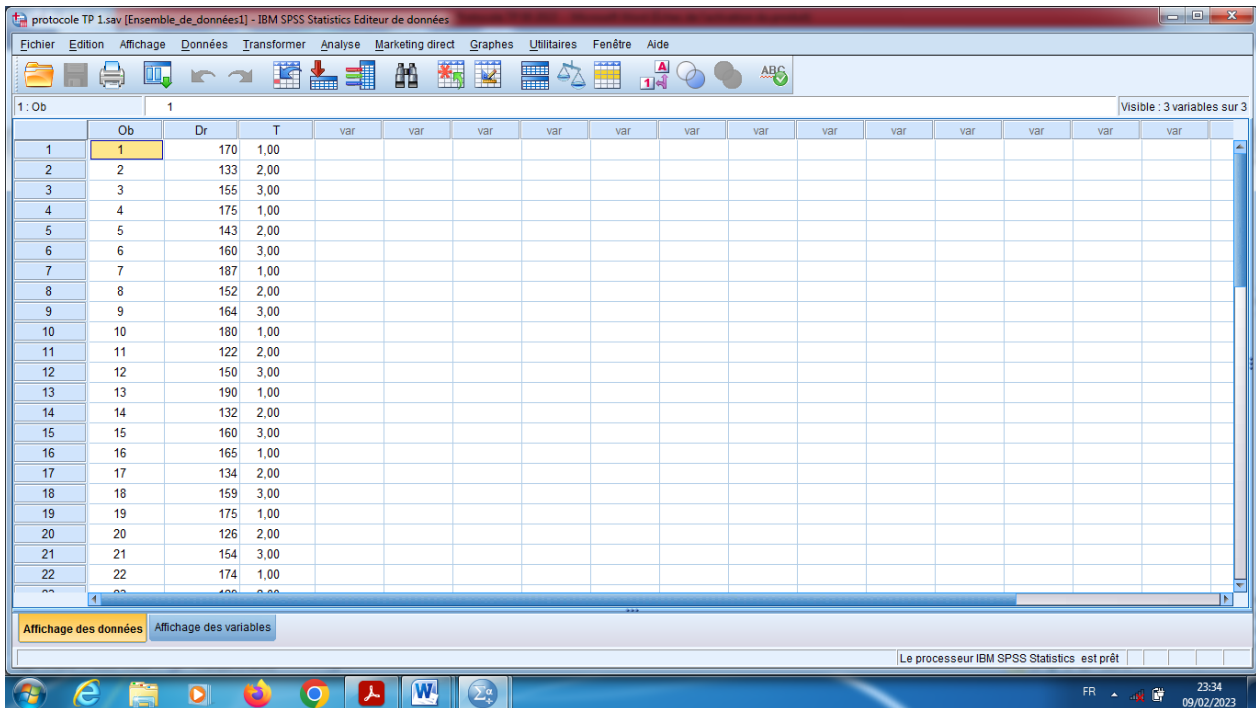 protocole TP 1.sav [Ensemble_de_données1] - IBM SPSS Statistics Editeur de données
Fichier Edition Affichage Données Transformer Analyse Marketing direct Graphes Utilitaires Fenêtre Aide
1 : Ob 1 Visible : 3 variables sur 3
Ob Dr T var var var var var var var var var var var var var
1 1 170 1,00
2 2 133 2,00
3 3 155 3,00
4 4 175 1,00
5 5 143 2,00
6 6 160 3,00
7 7 187 1,00
8 8 152 2,00
9 9 164 3,00
10 10 180 1,00
11 11 122 2,00
12 12 150 3,00
13 13 190 1,00
14 14 132 2,00
15 15 160 3,00
16 16 165 1,00
17 17 134 2,00
18 18 159 3,00
19 19 175 1,00
20 20 126 2,00
21 21 154 3,00
22 22 174 1,00
Affichage des données Affichage des variables
Le processeur IBM SPSS Statistics est prêt
FR 23:34
09/02/2023